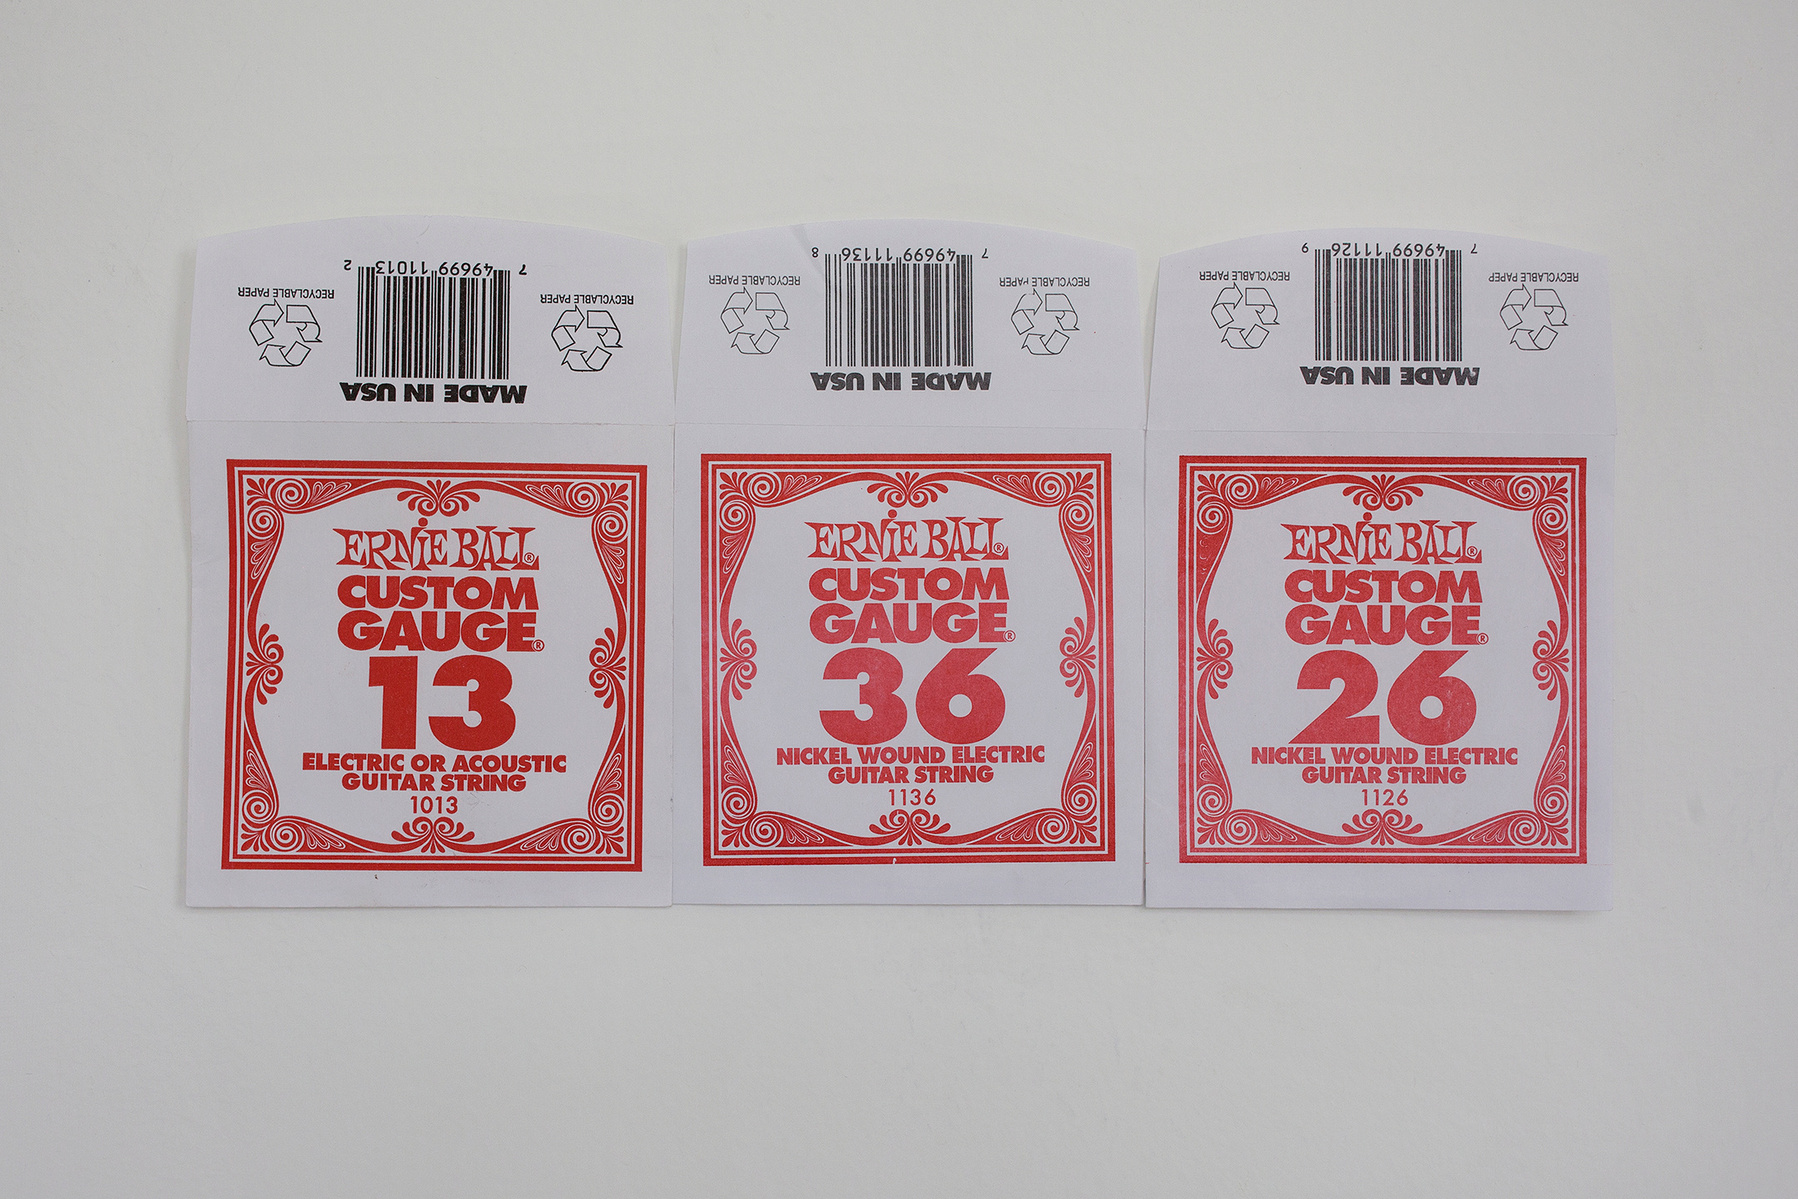 MADE IN USA
RECYCLABLE PAPER
7 49699 11013 2
RECYCLABLE PAPER
ERNIE BALL®
CUSTOM
GAUGE®
13
ELECTRIC OR ACOUSTIC
GUITAR STRING
1013
MADE IN USA
RECYCLABLE PAPER
7 49699 11136 8
RECYCLABLE PAPER
ERNIE BALL®
CUSTOM
GAUGE®
36
NICKEL WOUND ELECTRIC
GUITAR STRING
1136
MADE IN USA
RECYCLABLE PAPER
7 49699 11126 9
RECYCLABLE PAPER
ERNIE BALL®
CUSTOM
GAUGE®
26
NICKEL WOUND ELECTRIC
GUITAR STRING
1126